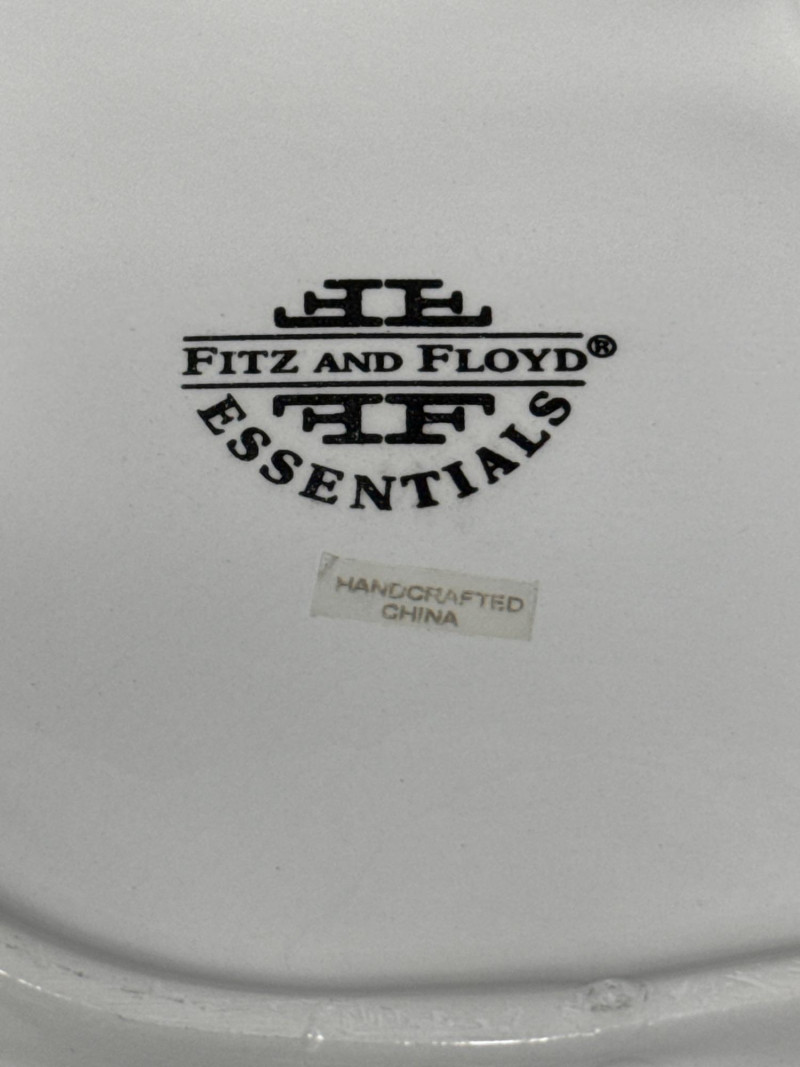 FITZ AND FLOYD®
ESSENTIALS
HANDCRAFTED
CHINA